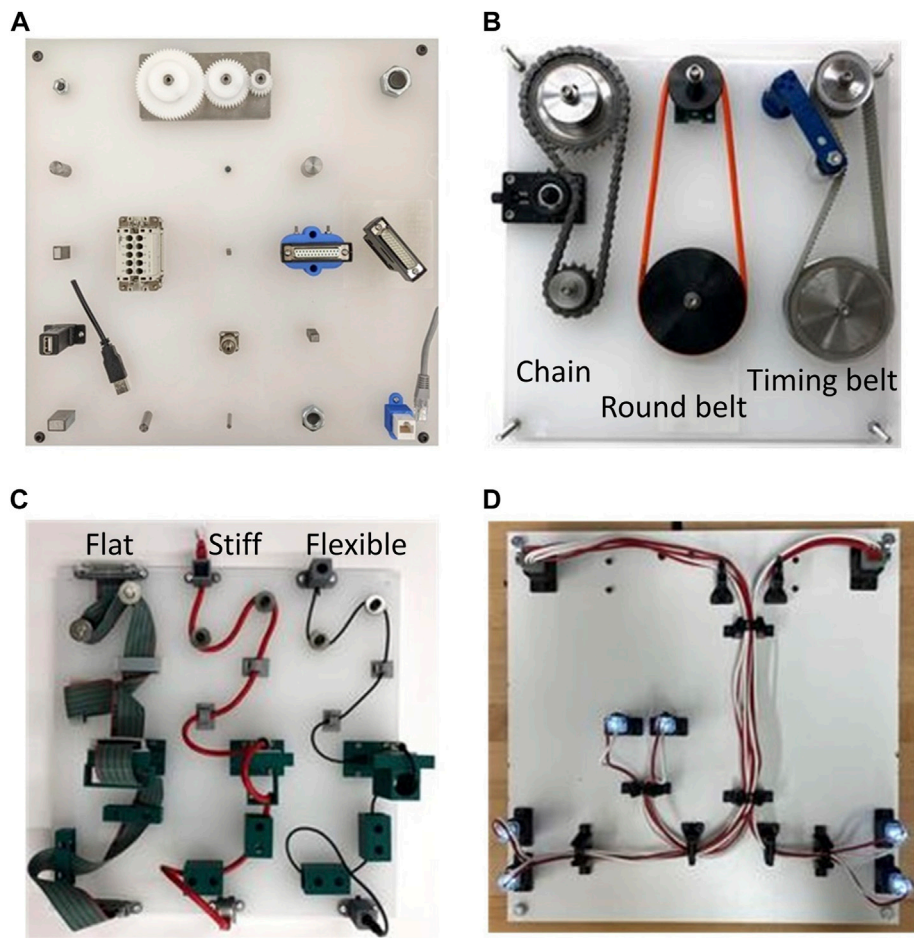 A
B
Chain
Round belt
Timing belt
C
Flat
Stiff
Flexible
D